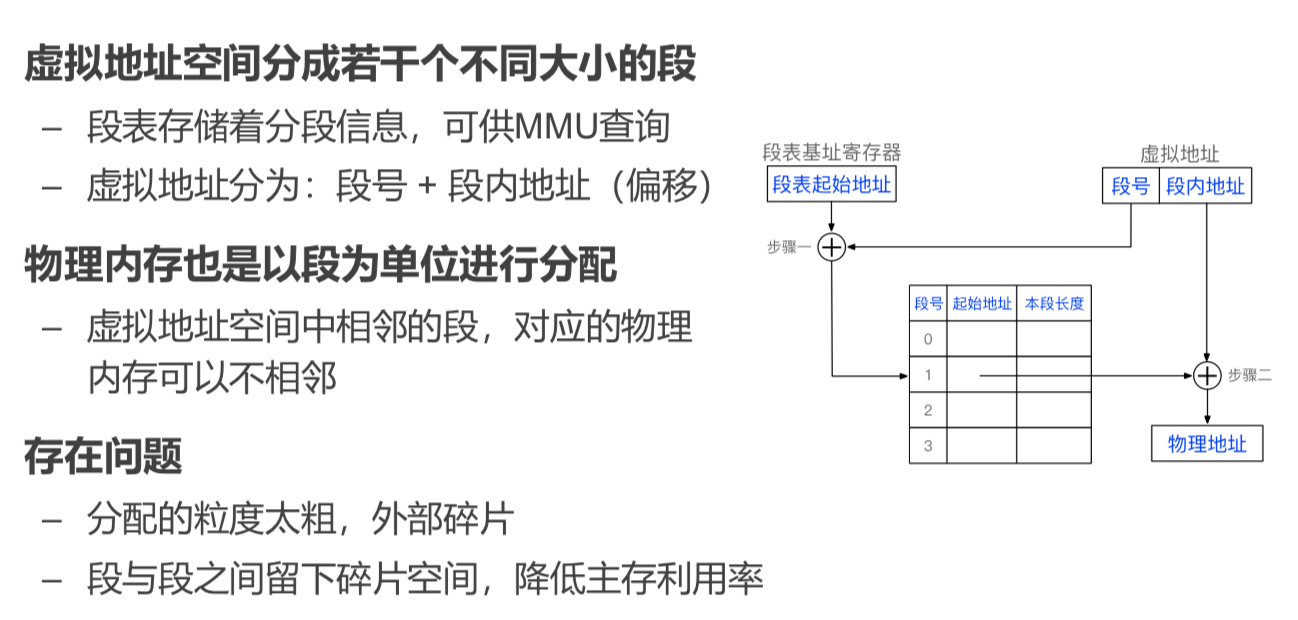 虚拟地址空间分成若干个不同大小的段
– 段表存储着分段信息，可供MMU查询
– 虚拟地址分为：段号 + 段内地址（偏移）
物理内存也是以段为单位进行分配
– 虚拟地址空间中相邻的段，对应的物理
内存可以不相邻
存在问题
– 分配的粒度太粗，外部碎片
– 段与段之间留下碎片空间，降低主存利用率
段表基址寄存器
段表起始地址
虚拟地址
段号 段内地址
步骤一
段号 起始地址 本段长度
0
1
2
3
步骤二
物理地址